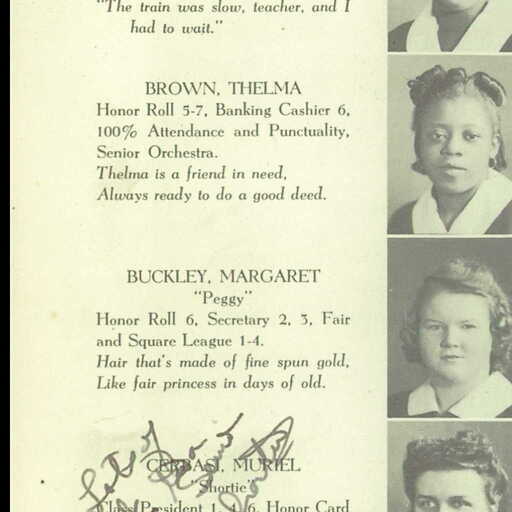 "The train was slow, teacher, and I
had to wait."
BROWN, THELMA
Honor Roll 5-7, Banking Cashier 6,
100% Attendance and Punctuality,
Senior Orchestra.
Thelma is a friend in need,
Always ready to do a good deed.
BUCKLEY, MARGARET
"Peggy"
Honor Roll 6, Secretary 2, 3, Fair
and Square League 1-4.
Hair that's made of fine spun gold,
Like fair princess in days of old.
CERBASI, MURIEL
"Shortie"
Class President 1, 4, 6, Honor Card